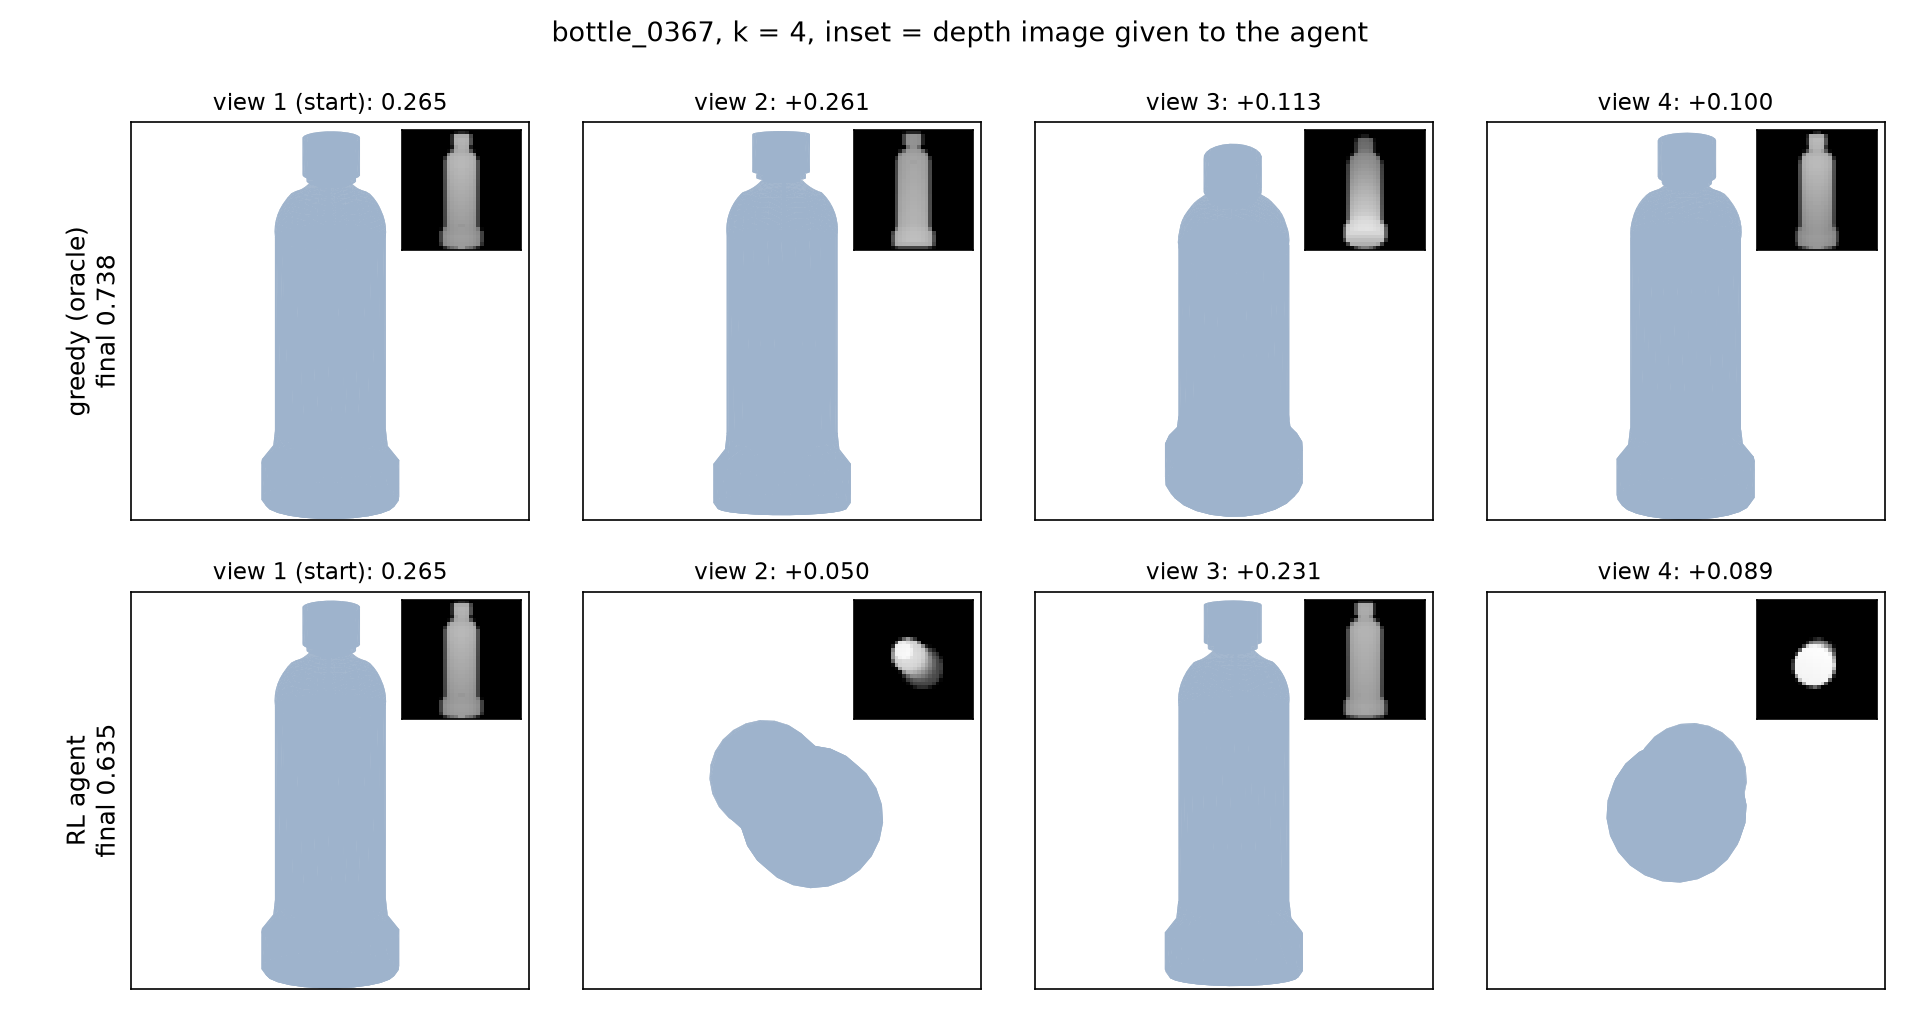 bottle_0367, k = 4, inset = depth image given to the agent
view 1 (start): 0.265
view 2: +0.261
view 3: +0.113
view 4: +0.100
greedy (oracle)
final 0.738
view 1 (start): 0.265
view 2: +0.050
view 3: +0.231
view 4: +0.089
RL agent
final 0.635